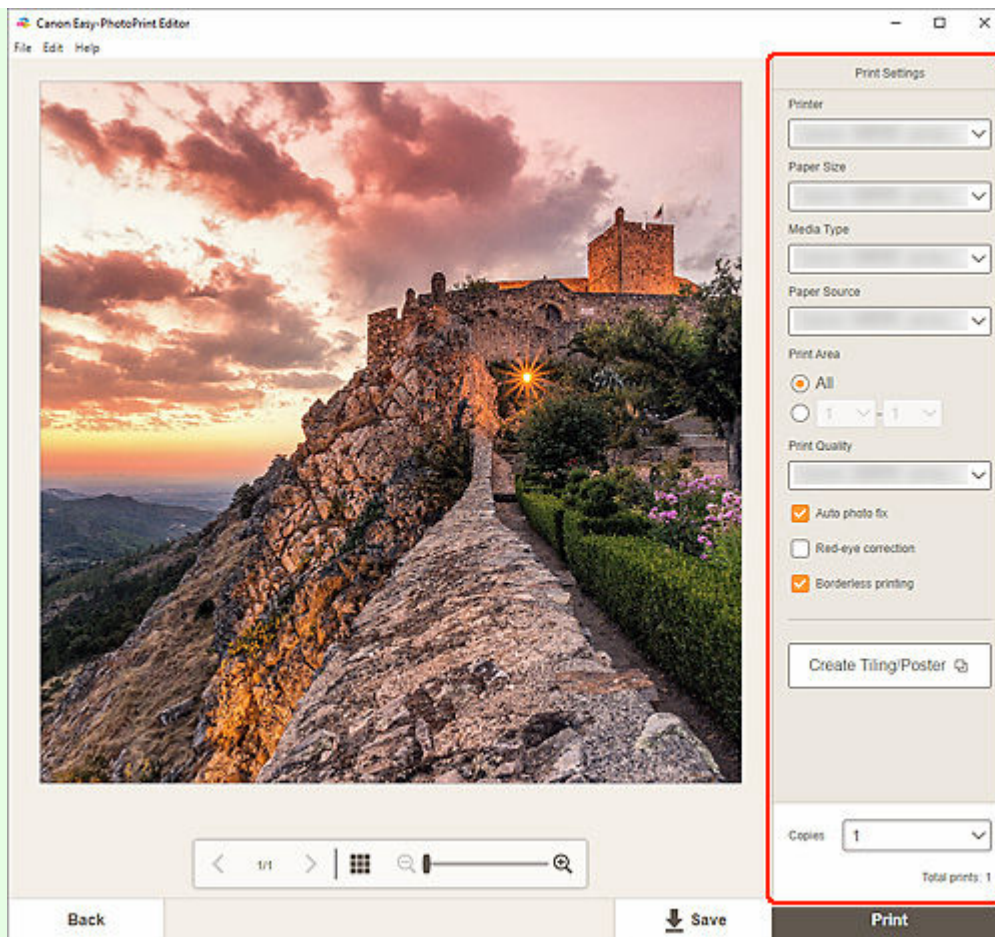 Canon Easy-PhotoPrint Editor
File Edit Help
Print Settings
Printer
Paper Size
Media Type
Paper Source
Print Area
All
1 - 1
Print Quality
Auto photo fix
Red-eye correction
Borderless printing
Create Tiling/Poster
Copies 1
Total prints: 1
1/1
Back
Save
Print